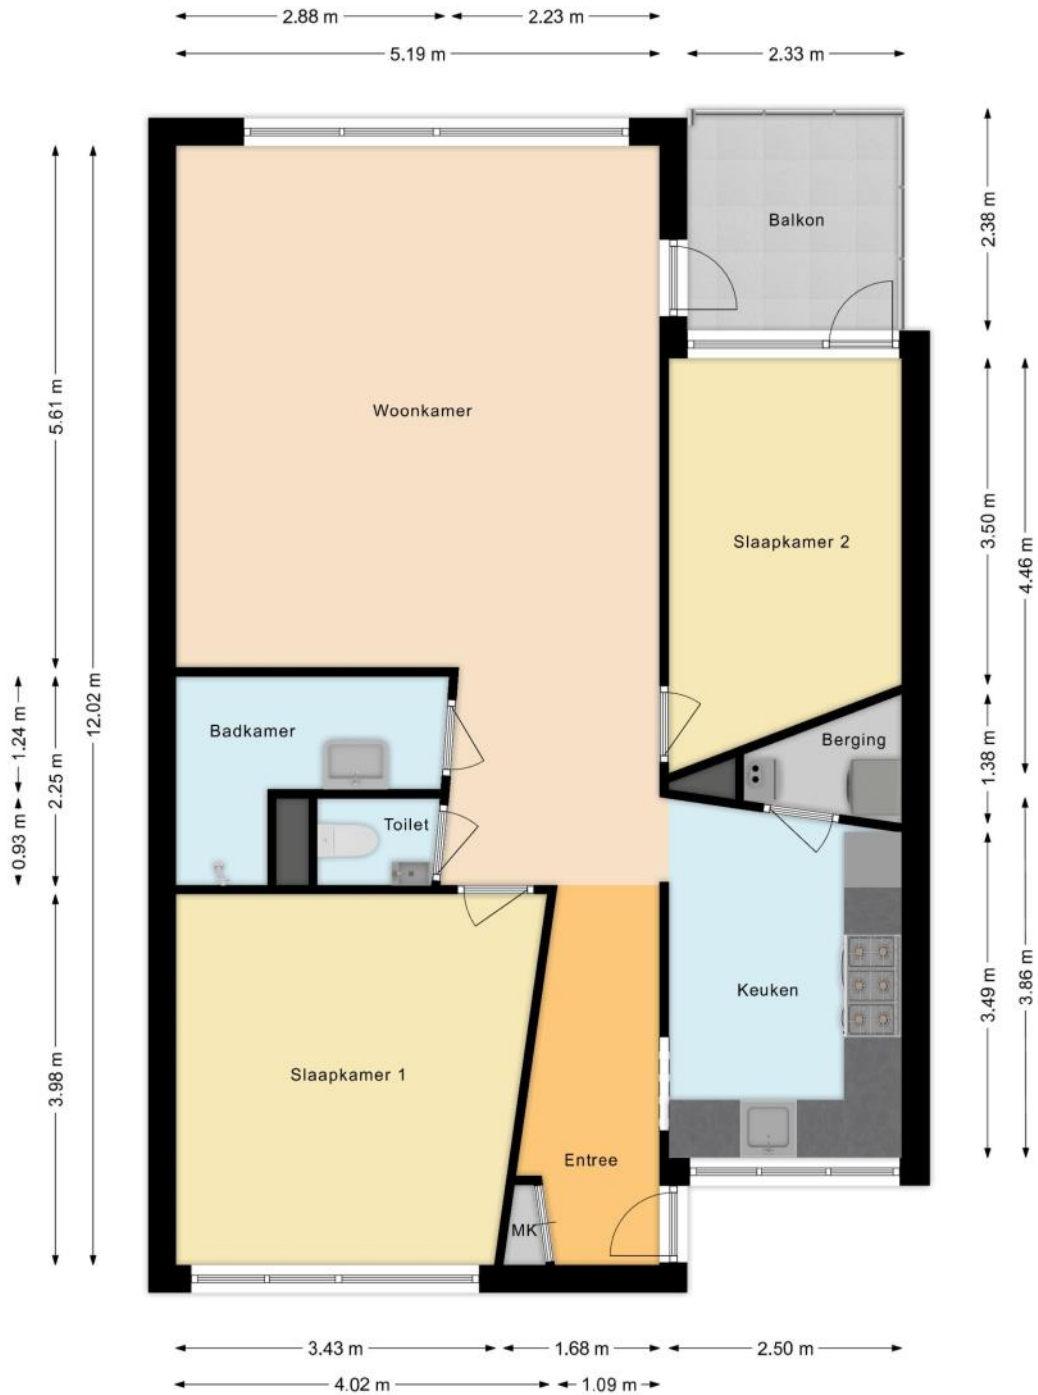 2.88 m 2.23 m
5.19 m 2.33 m
Balkon
2.38 m
Woonkamer
5.61 m
12.02 m
Slaapkamer 2
3.50 m
4.46 m
Badkamer
Berging
1.24 m
2.25 m
1.38 m
Toilet
0.93 m
Keuken
3.49 m
3.86 m
Slaapkamer 1
3.98 m
Entree
MK
3.43 m 1.68 m 2.50 m
4.02 m 1.09 m